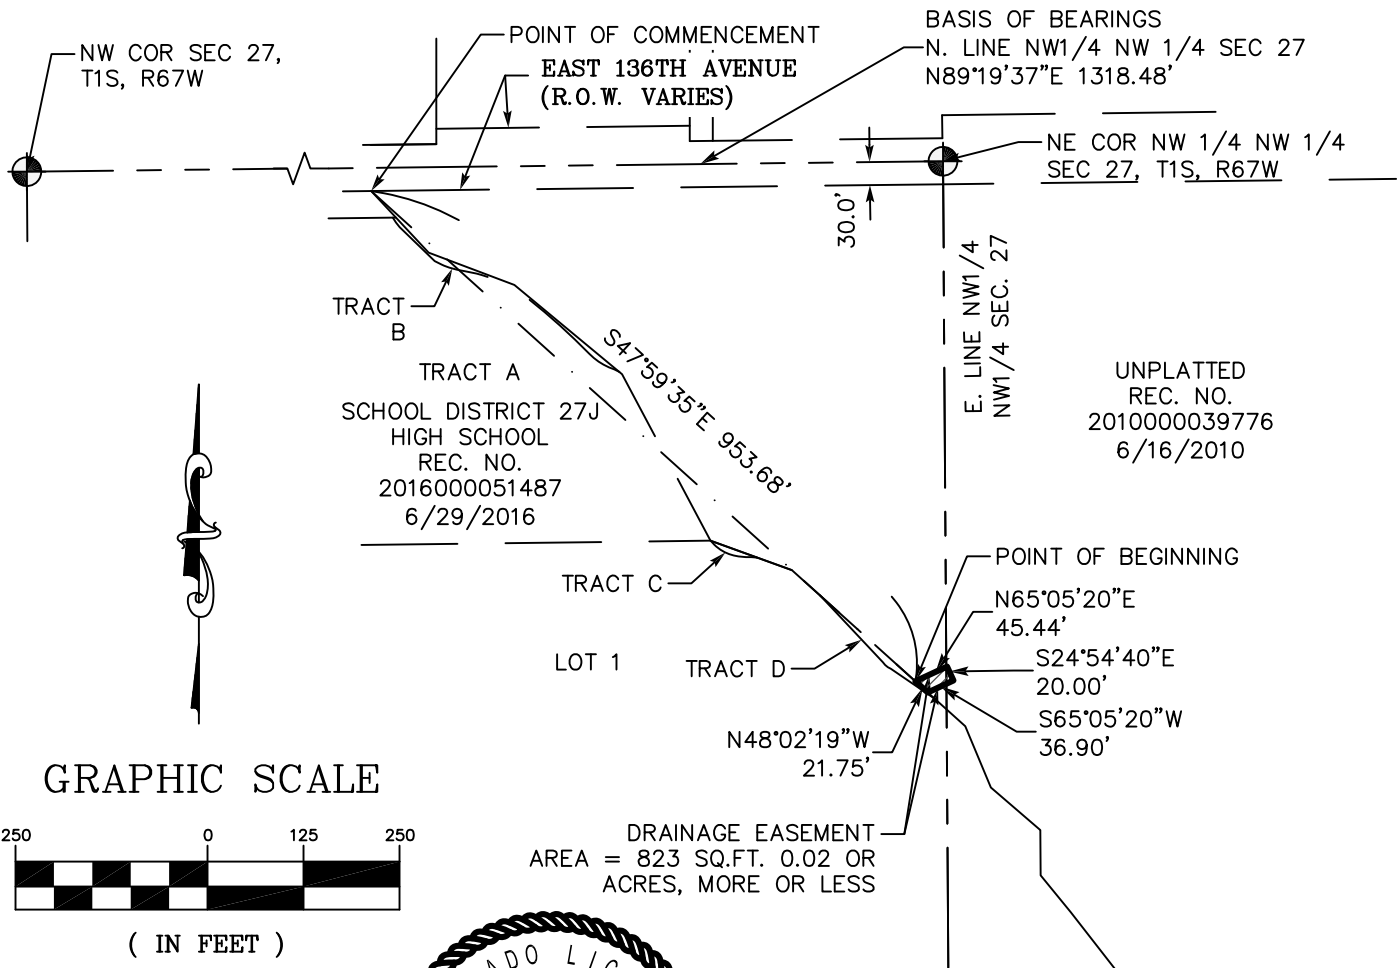 NW COR SEC 27,
T1S, R67W
POINT OF COMMENCEMENT
EAST 136TH AVENUE
(R.O.W. VARIES)
BASIS OF BEARINGS
N. LINE NW1/4 NW 1/4 SEC 27
N89°19'37"E 1318.48'
NE COR NW 1/4 NW 1/4
SEC 27, T1S, R67W
30.0'
E. LINE NW1/4
NW1/4 SEC. 27
TRACT
B
S47°59'35"E 953.68'
TRACT A
SCHOOL DISTRICT 27J
HIGH SCHOOL
REC. NO.
2016000051487
6/29/2016
UNPLATTED
REC. NO.
2010000039776
6/16/2010
TRACT C
POINT OF BEGINNING
N65°05'20"E
45.44'
S24°54'40"E
20.00'
S65°05'20"W
36.90'
LOT 1
TRACT D
N48°02'19"W
21.75'
DRAINAGE EASEMENT
AREA = 823 SQ.FT. 0.02 OR
ACRES, MORE OR LESS
GRAPHIC SCALE
250 0 125 250
( IN FEET )
ADO LIC